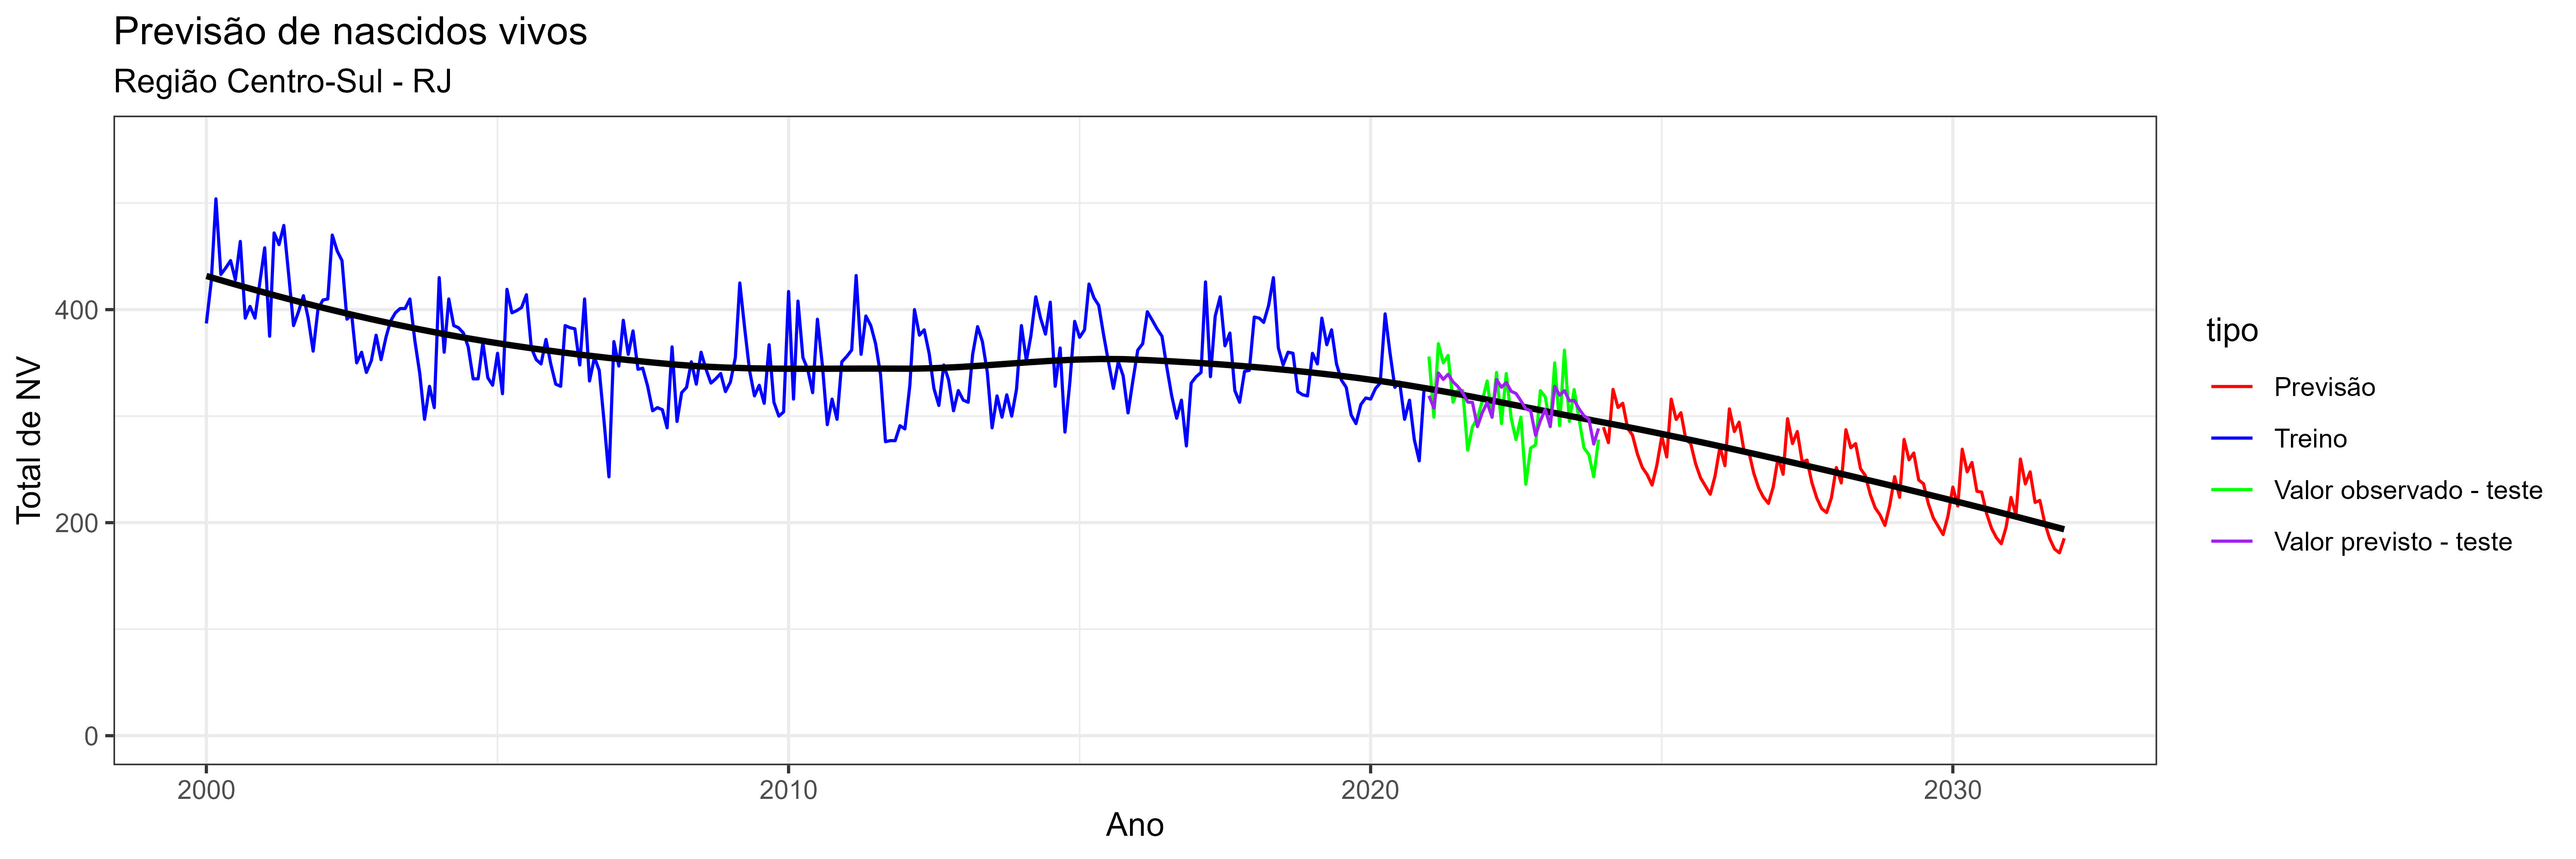 Previsão de nascidos vivos
Região Centro-Sul - RJ
Total de NV
400
200
0
2000
2010
2020
2030
Ano
tipo
Previsão
Treino
Valor observado - teste
Valor previsto - teste